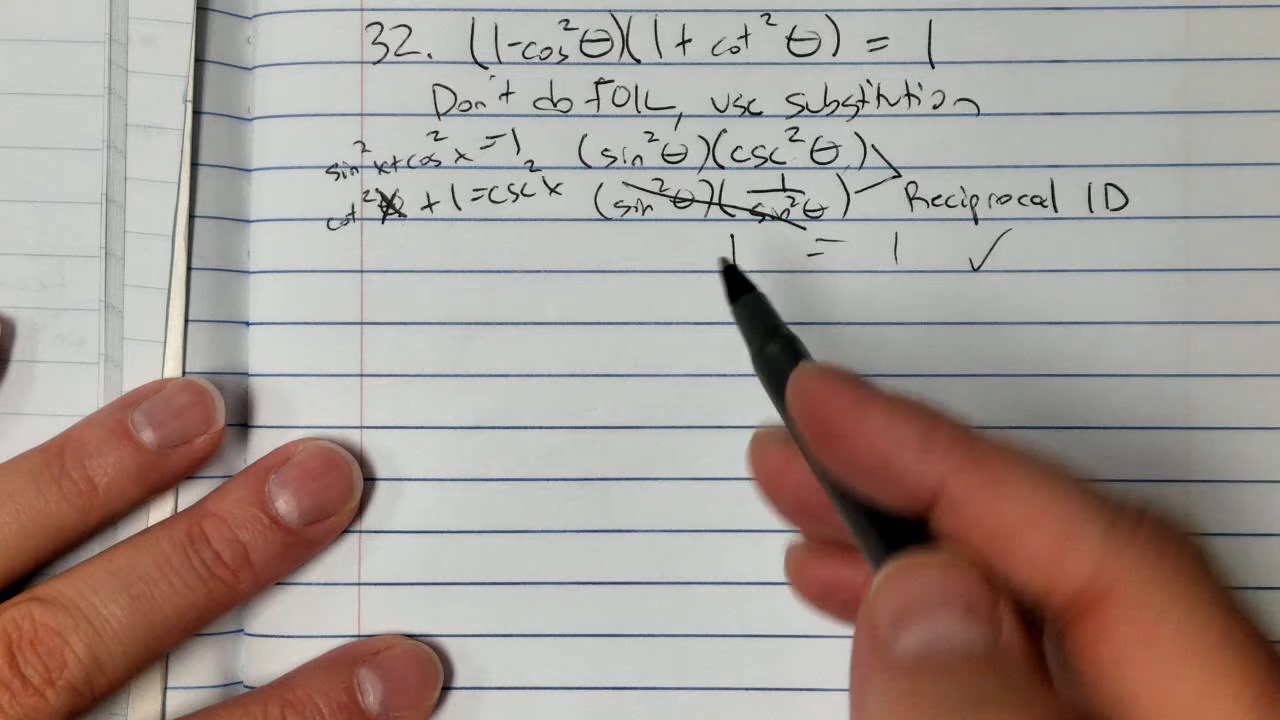 32. (1-cos²θ)(1 + cot²θ) = 1
Don't do FOIL, use substitution
sin²x+cos²x=1 (sin²θ)(csc²θ)
cot²x +1=csc²x (sin²θ)(1/sin²θ) Reciprocal ID
1 = 1 ✓